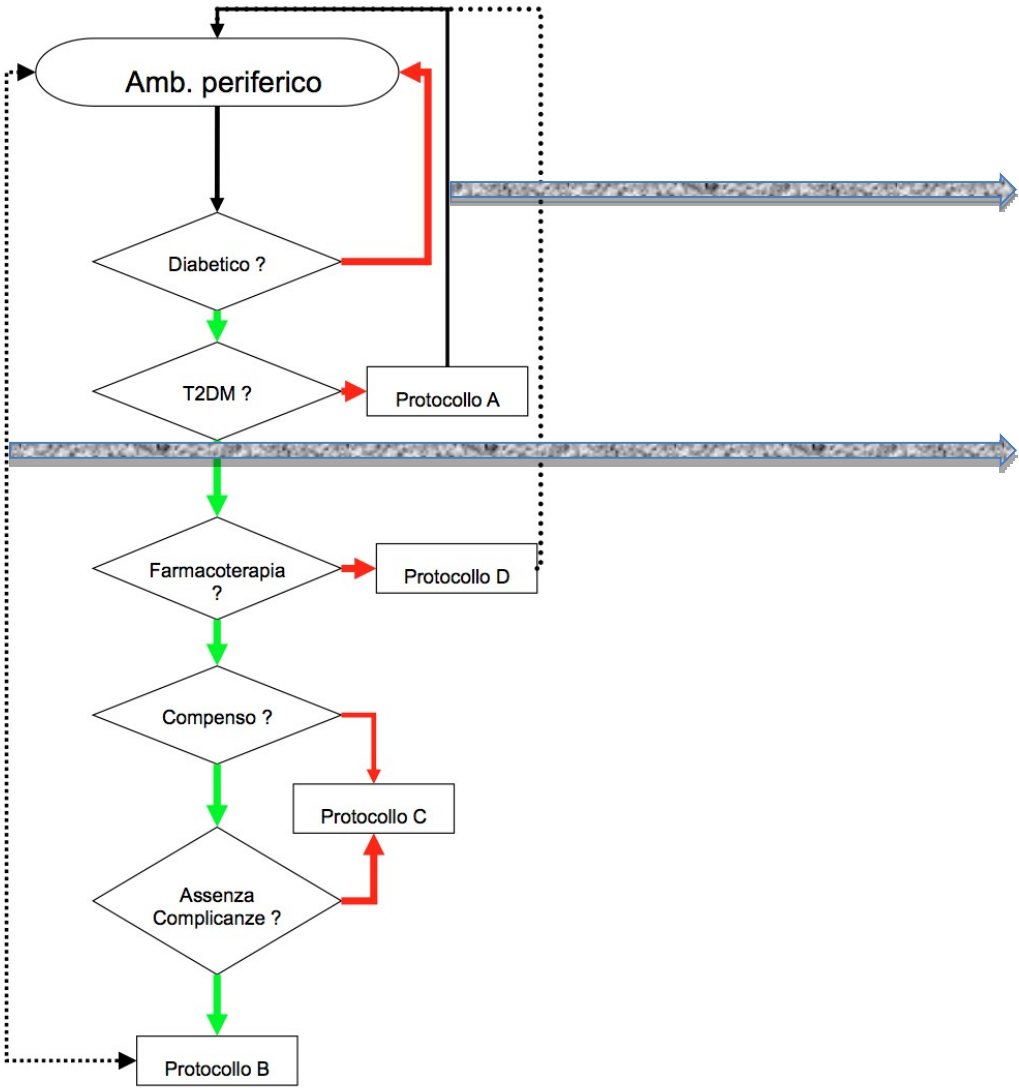 Amb. periferico
Diabetico ?
T2DM ?
Protocollo A
Farmacoterapia
?
Protocollo D
Compenso ?
Protocollo C
Assenza
Complicanze ?
Protocollo B